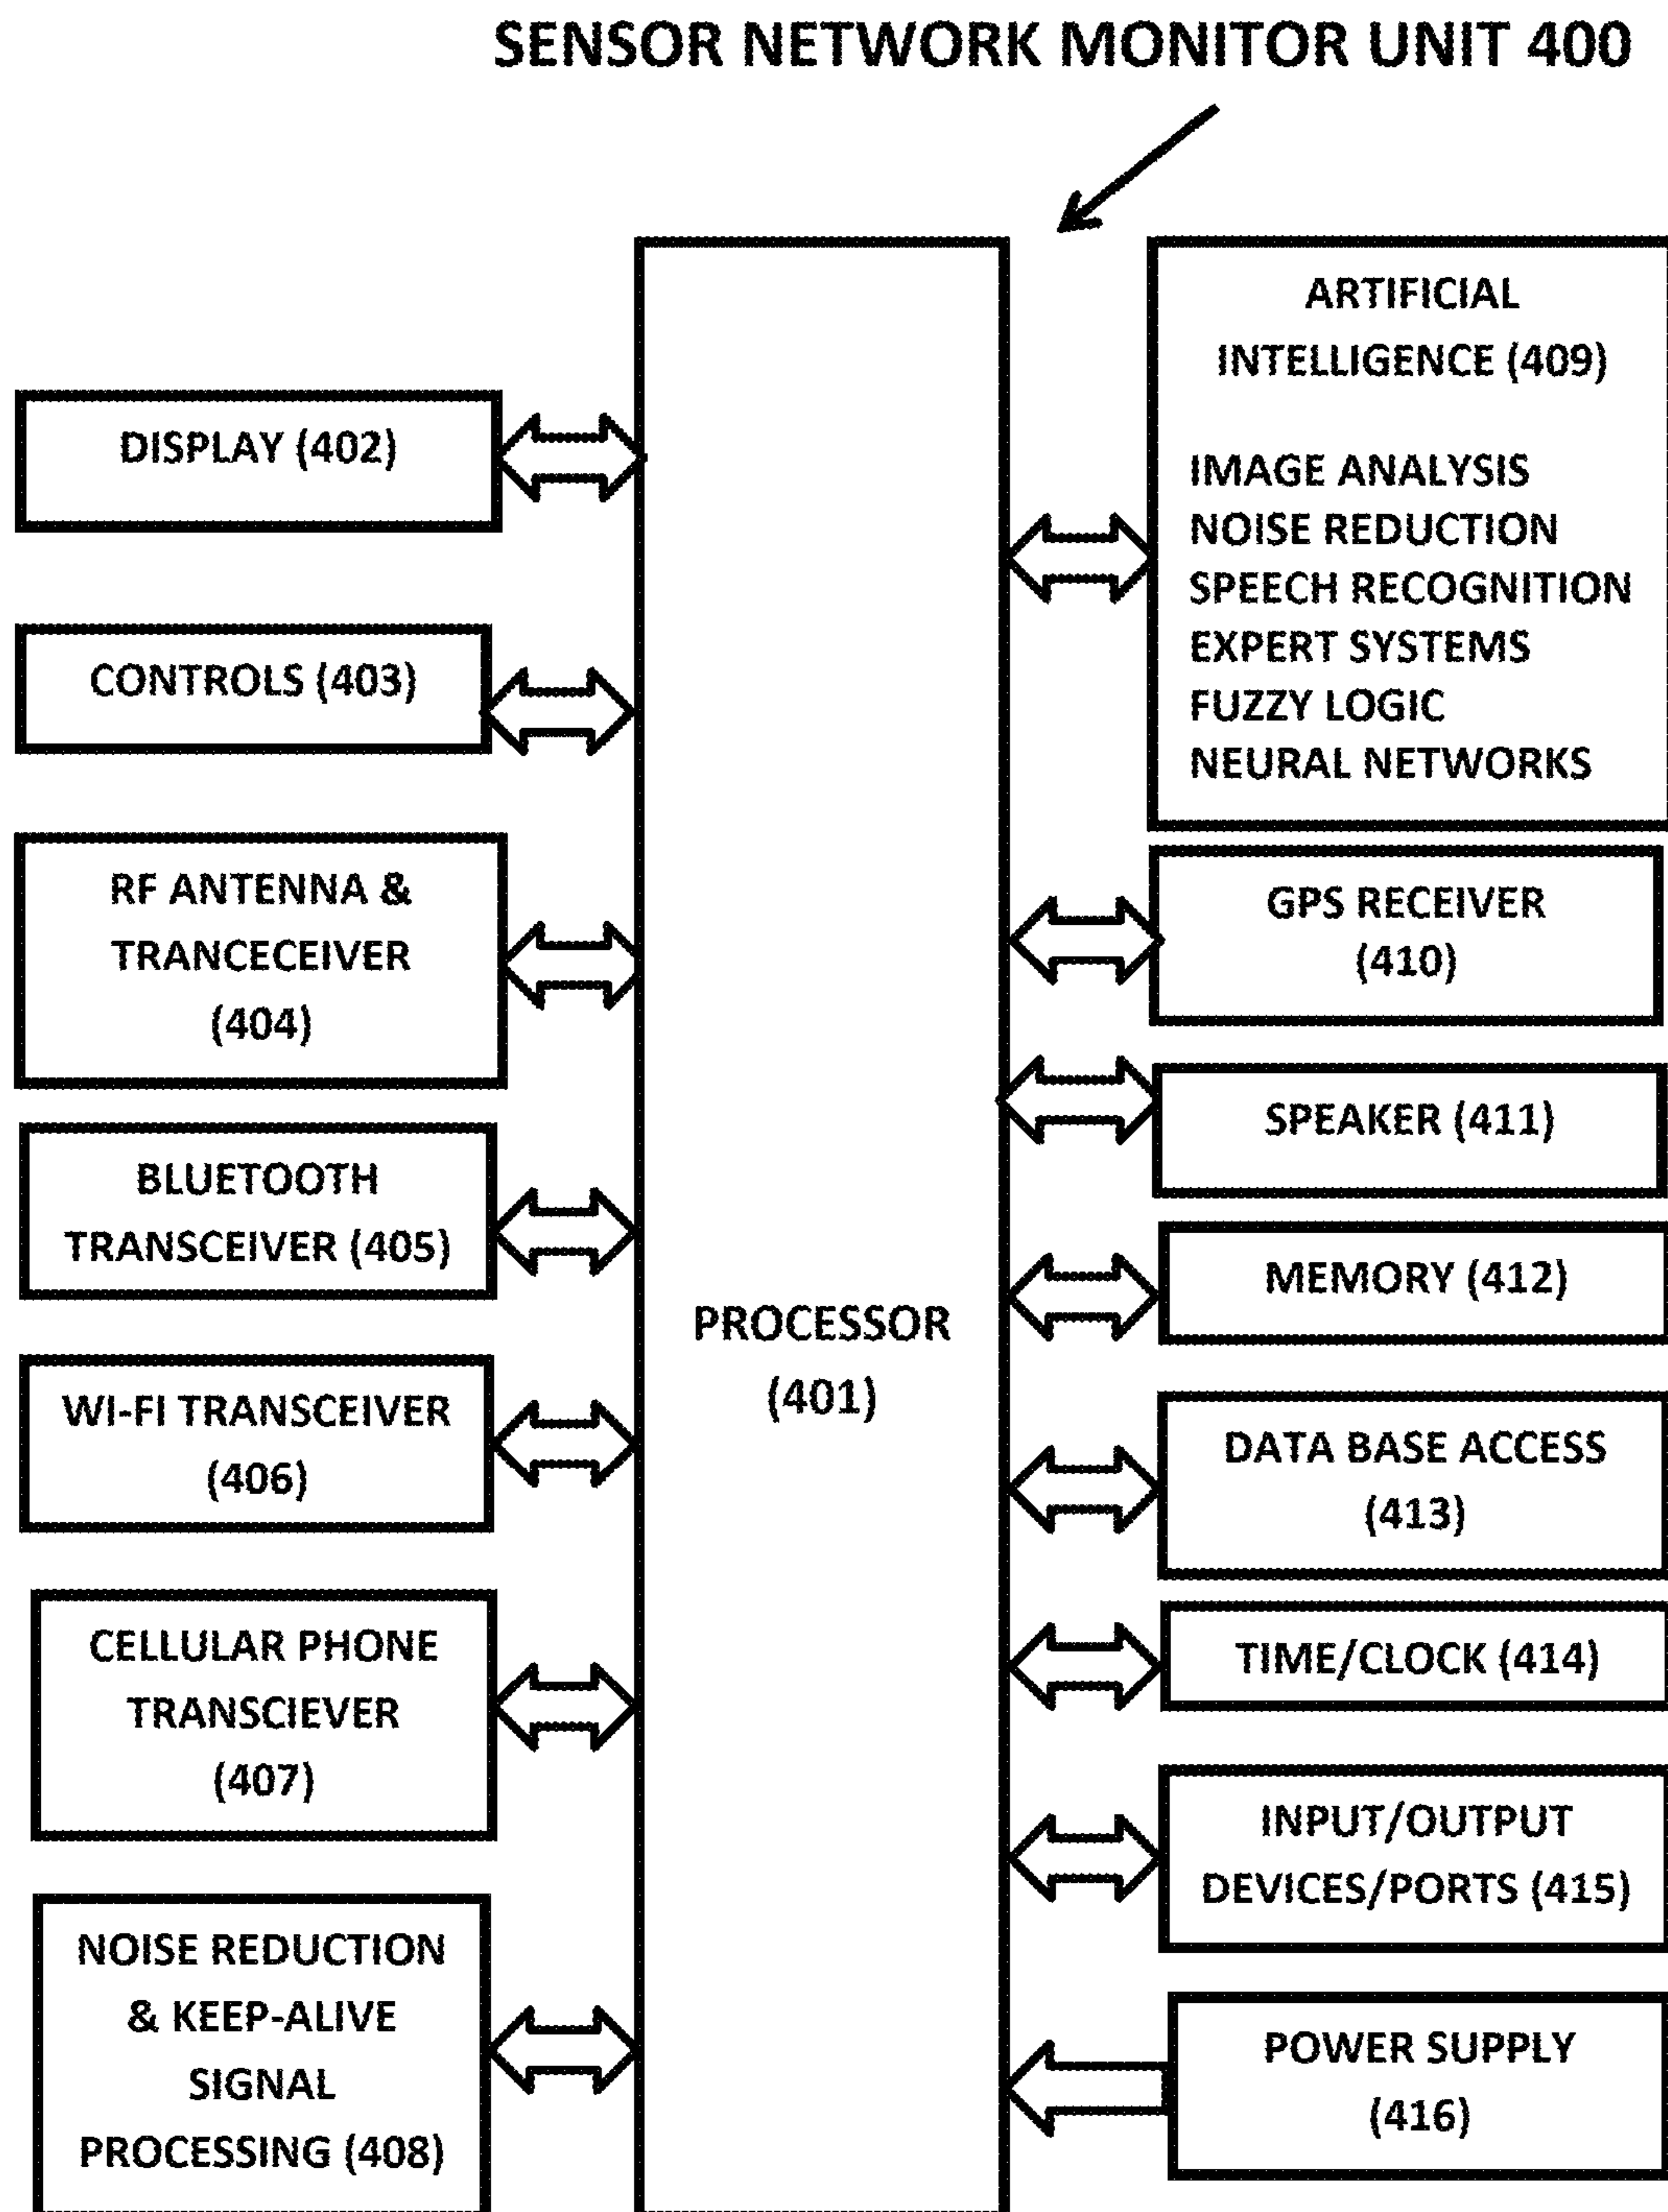 SENSOR NETWORK MONITOR UNIT 400
DISPLAY (402)
CONTROLS (403)
RF ANTENNA &
TRANCECEIVER
(404)
BLUETOOTH
TRANSCEIVER (405)
WI-FI TRANSCEIVER
(406)
CELLULAR PHONE
TRANSCIEVER
(407)
NOISE REDUCTION
& KEEP-ALIVE
SIGNAL
PROCESSING (408)
PROCESSOR
(401)
ARTIFICIAL
INTELLIGENCE (409)
IMAGE ANALYSIS
NOISE REDUCTION
SPEECH RECOGNITION
EXPERT SYSTEMS
FUZZY LOGIC
NEURAL NETWORKS
GPS RECEIVER
(410)
SPEAKER (411)
MEMORY (412)
DATA BASE ACCESS
(413)
TIME/CLOCK (414)
INPUT/OUTPUT
DEVICES/PORTS (415)
POWER SUPPLY
(416)